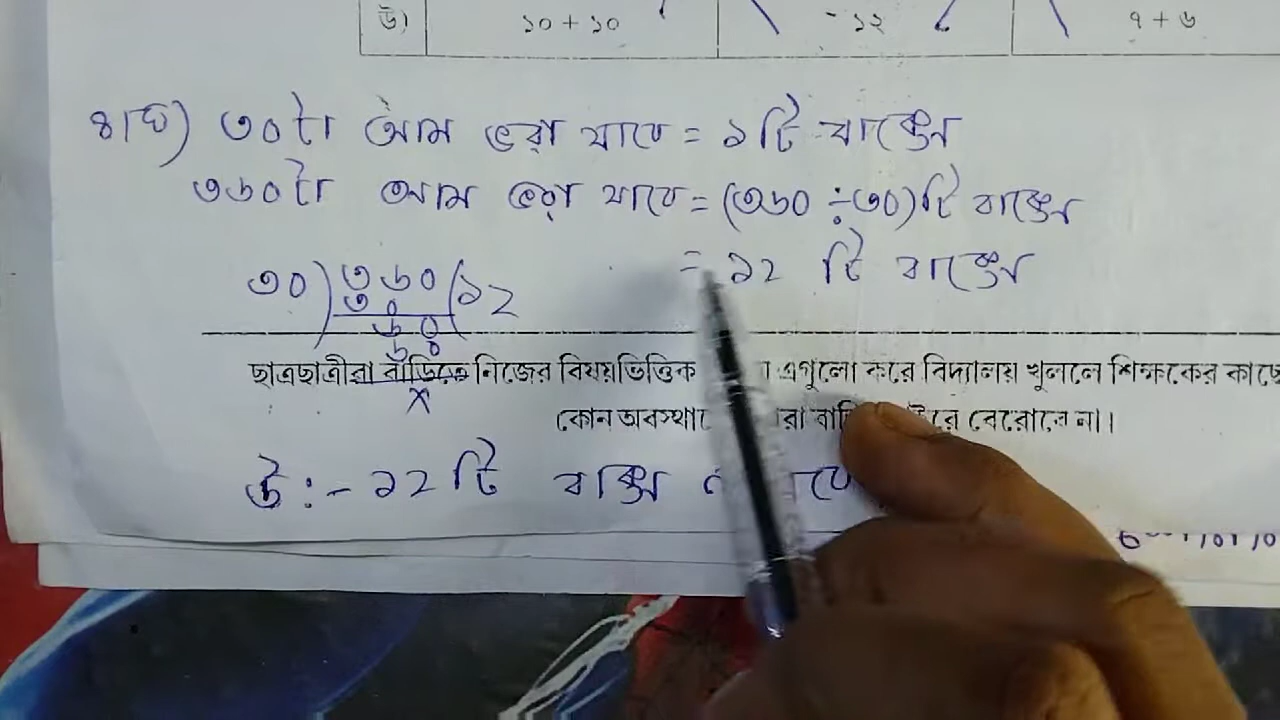 ঙ) ১০ + ১০ - ১২ ৭ + ৬
৪। ঘ) ৩০টা আম ভরা যাবে = ১টি বাক্সে
৩৬০টা আম ভরা যাবে = (৩৬০ ÷ ৩০)টি বাক্সে
= ১২ টি বাক্সে
৩০) ৩৬০ (১২
৩০
৬০
৬০
ছাত্রছাত্রীরা বাড়িতে নিজের বিষয়ভিত্তিক এগুলো করে বিদ্যালয় খুললে শিক্ষকের কাছে
X
কোন অবস্থাতে বেরোবে না।
উঃ - ১২টি বাক্স